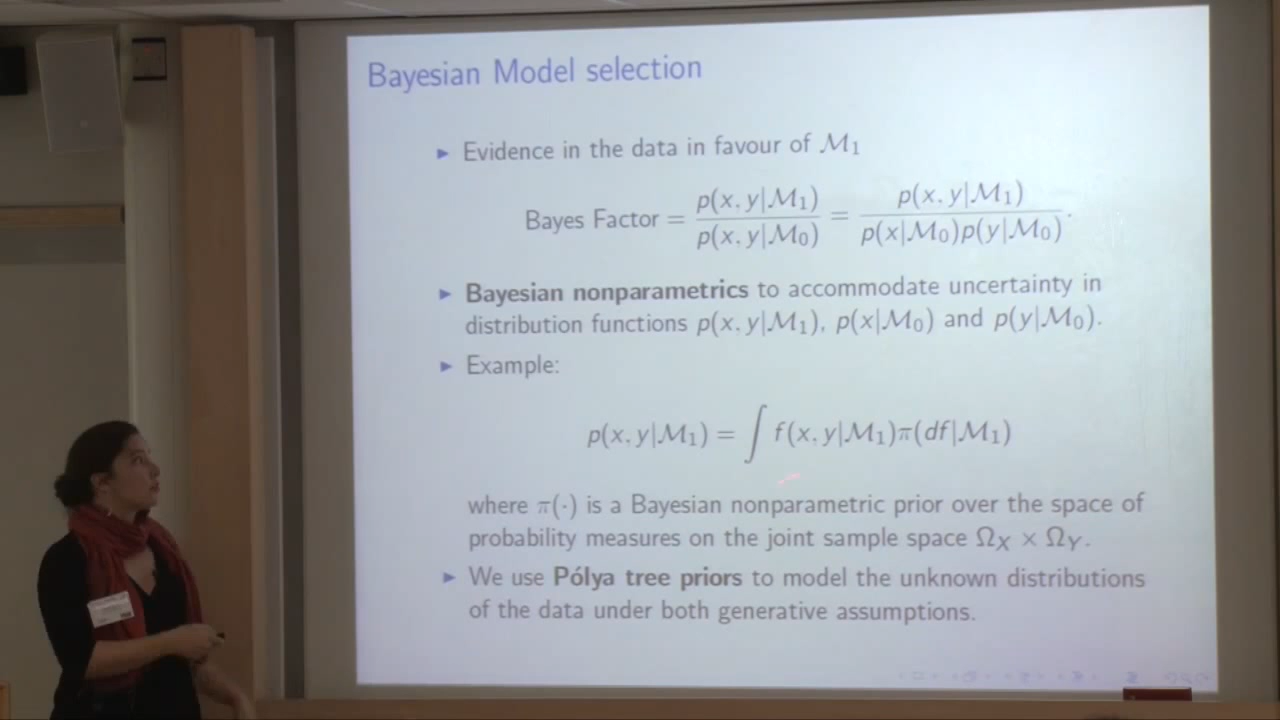 Bayesian Model selection
▶ Evidence in the data in favour of ℳ₁
Bayes Factor = p(x, y|ℳ₁) / p(x, y|ℳ₀) = p(x, y|ℳ₁) / p(x|ℳ₀)p(y|ℳ₀) .
▶ Bayesian nonparametrics to accommodate uncertainty in
distribution functions p(x, y|ℳ₁), p(x|ℳ₀) and p(y|ℳ₀).
▶ Example:
p(x, y|ℳ₁) = ∫ f(x, y|ℳ₁)π(df|ℳ₁)
where π(·) is a Bayesian nonparametric prior over the space of
probability measures on the joint sample space Ω_X × Ω_Y.
▶ We use Pólya tree priors to model the unknown distributions
of the data under both generative assumptions.